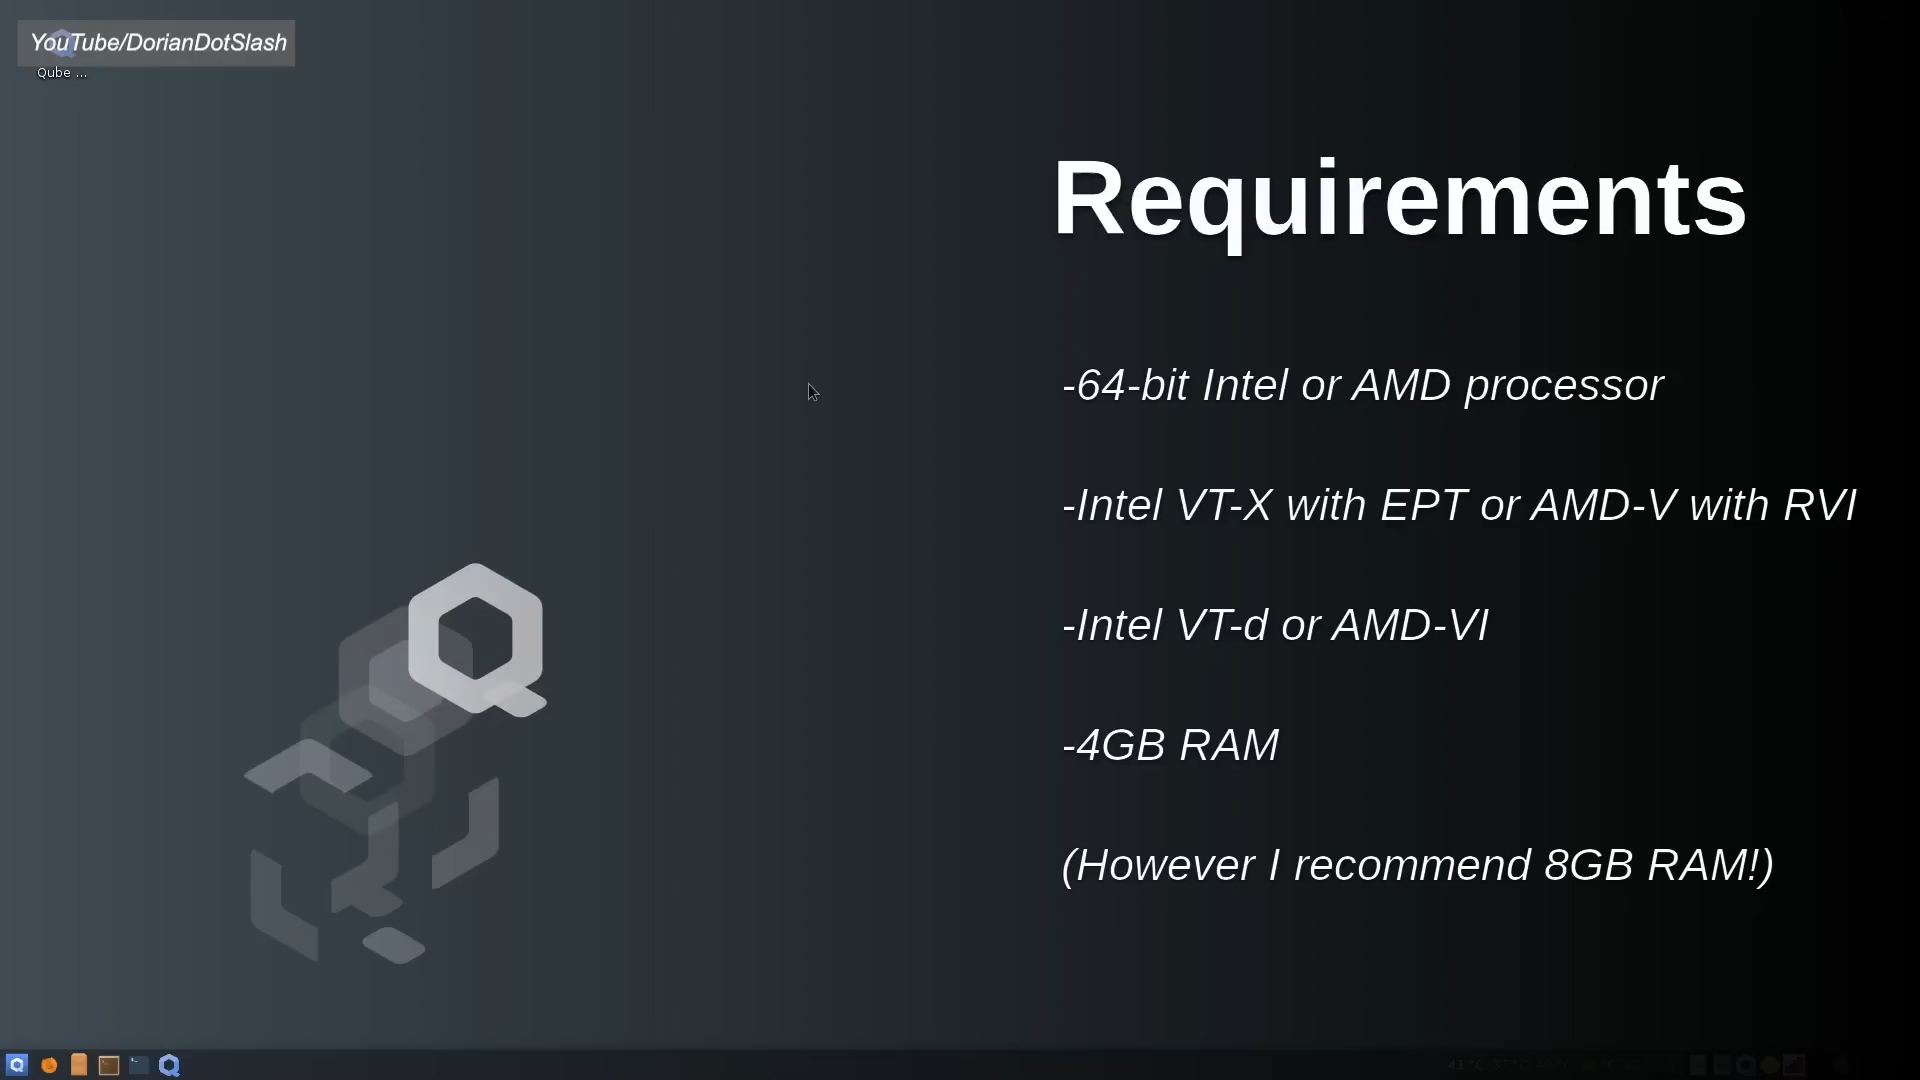 YouTube/DorianDotSlash
Qube ...
Requirements
-64-bit Intel or AMD processor
-Intel VT-X with EPT or AMD-V with RVI
-Intel VT-d or AMD-VI
-4GB RAM
(However I recommend 8GB RAM!)